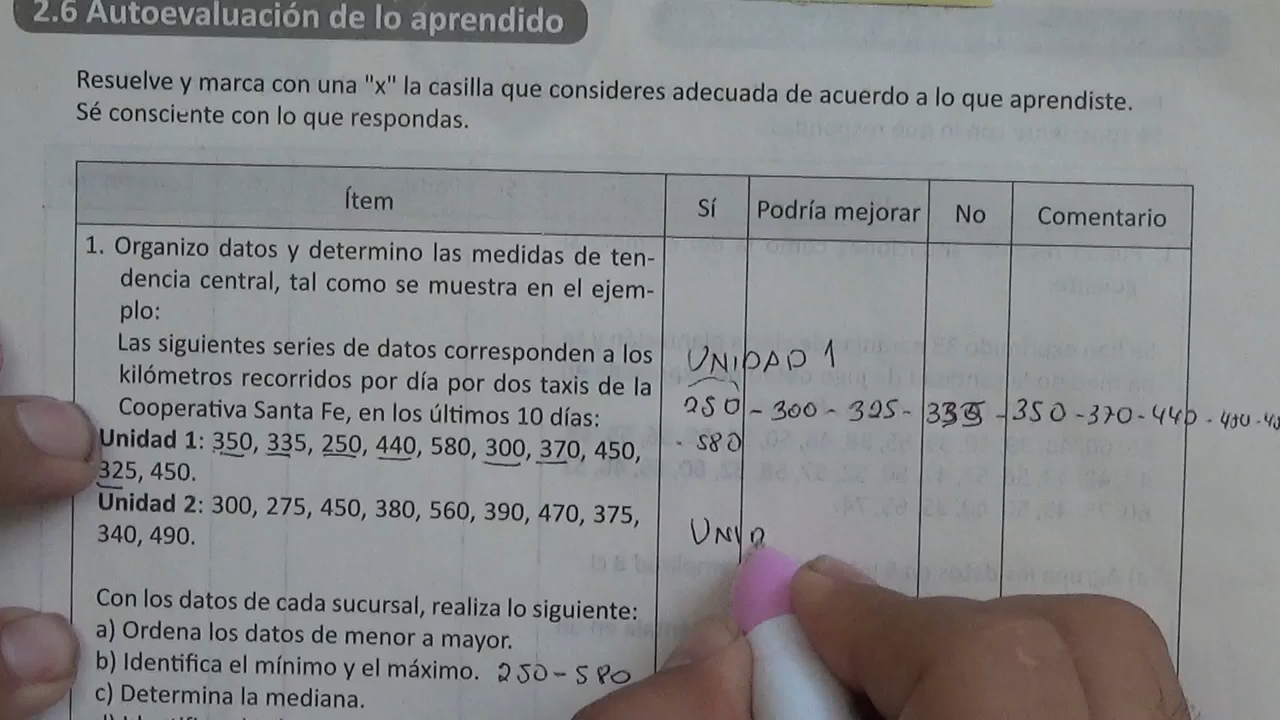 2.6 Autoevaluación de lo aprendido
Resuelve y marca con una "x" la casilla que consideres adecuada de acuerdo a lo que aprendiste.
Sé consciente con lo que respondas.
Ítem Sí Podría mejorar No Comentario
1. Organizo datos y determino las medidas de ten-
dencia central, tal como se muestra en el ejem-
plo:
Las siguientes series de datos corresponden a los
kilómetros recorridos por día por dos taxis de la
Cooperativa Santa Fe, en los últimos 10 días:
Unidad 1: 350, 335, 250, 440, 580, 300, 370, 450,
325, 450.
Unidad 2: 300, 275, 450, 380, 560, 390, 470, 375,
340, 490.
UNIDAD 1
250 - 300 - 325 - 335 - 350 - 370 - 440 - 450 -
- 580
Con los datos de cada sucursal, realiza lo siguiente:
a) Ordena los datos de menor a mayor.
b) Identifica el mínimo y el máximo. 250 - 580
c) Determina la mediana.